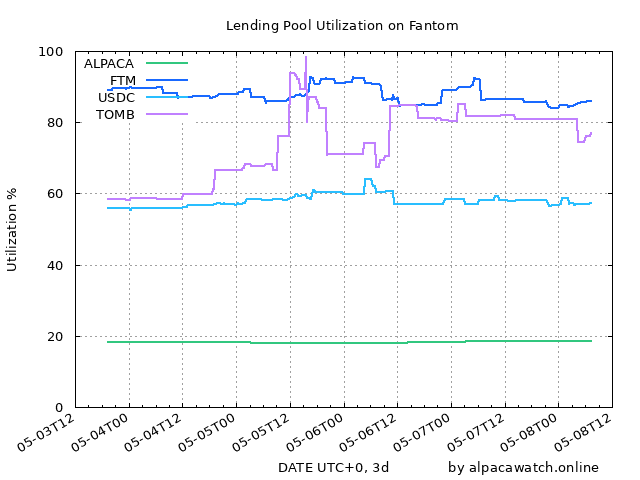 Lending Pool Utilization on Fantom
ALPACA
FTM
USDC
TOMB
100
80
60
40
20
0
Utilization %
05-03T12
05-04T00
05-04T12
05-05T00
05-05T12
05-06T00
05-06T12
05-07T00
05-07T12
05-08T00
05-08T12
DATE UTC+0, 3d
by alpacawatch.online